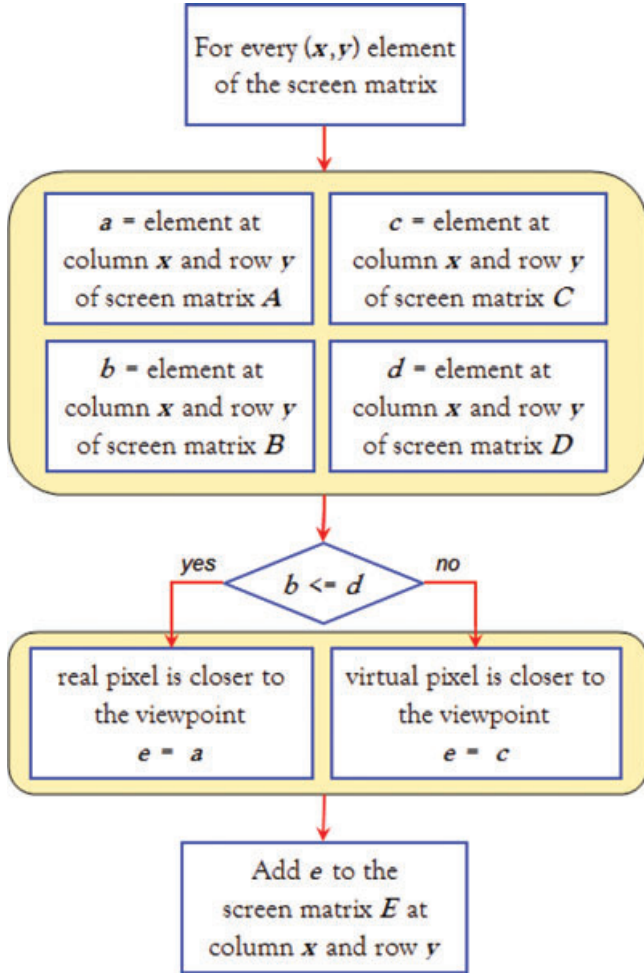 For every (x,y) element
of the screen matrix
a = element at
column x and row y
of screen matrix A
c = element at
column x and row y
of screen matrix C
b = element at
column x and row y
of screen matrix B
d = element at
column x and row y
of screen matrix D
yes
b <= d
no
real pixel is closer to
the viewpoint
e = a
virtual pixel is closer to
the viewpoint
e = c
Add e to the
screen matrix E at
column x and row y